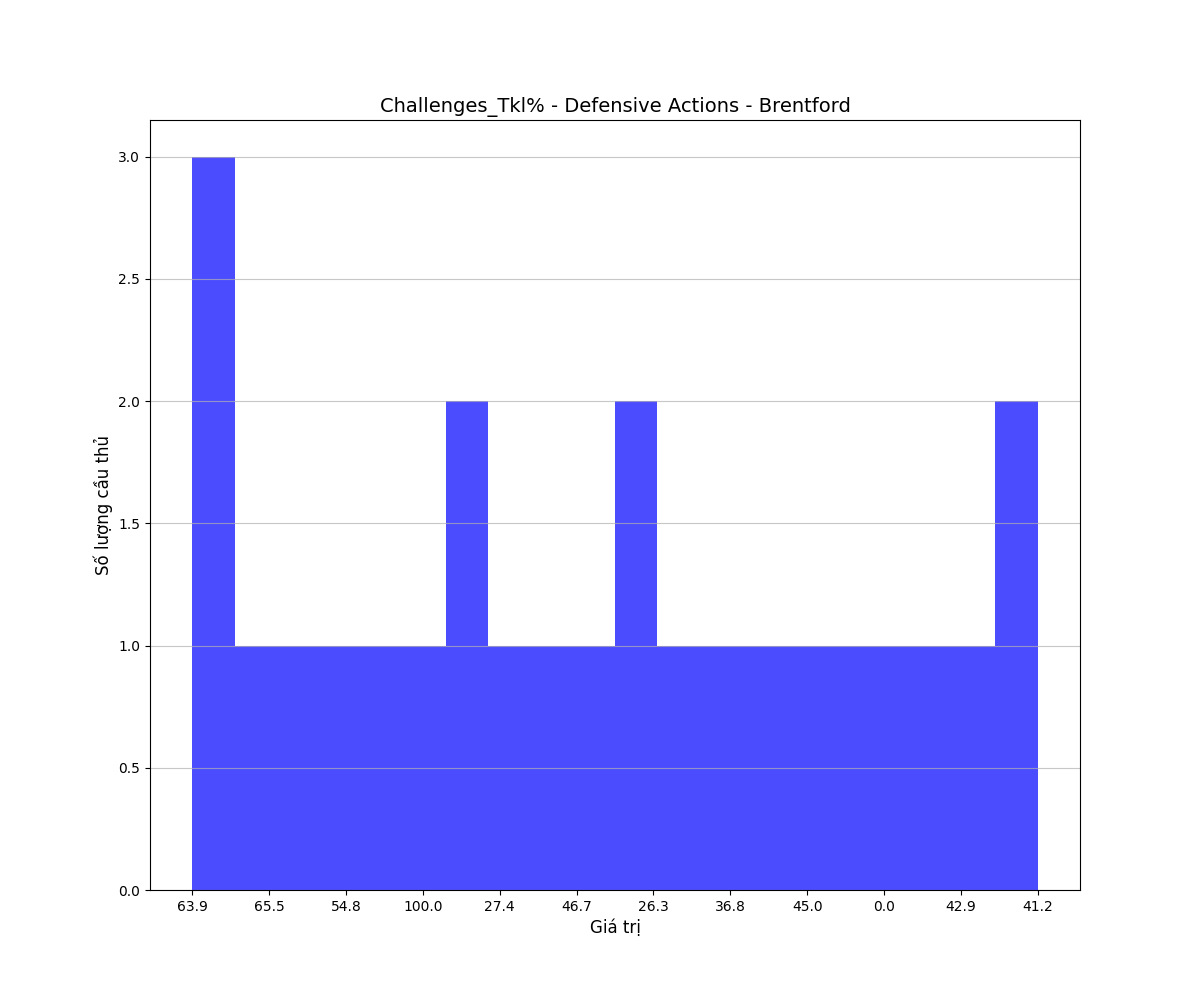 Challenges_Tkl% - Defensive Actions - Brentford
3.0
2.5
2.0
1.5
1.0
0.5
0.0
Số lượng cầu thủ
63.9 65.5 54.8 100.0 27.4 46.7 26.3 36.8 45.0 0.0 42.9 41.2
Giá trị